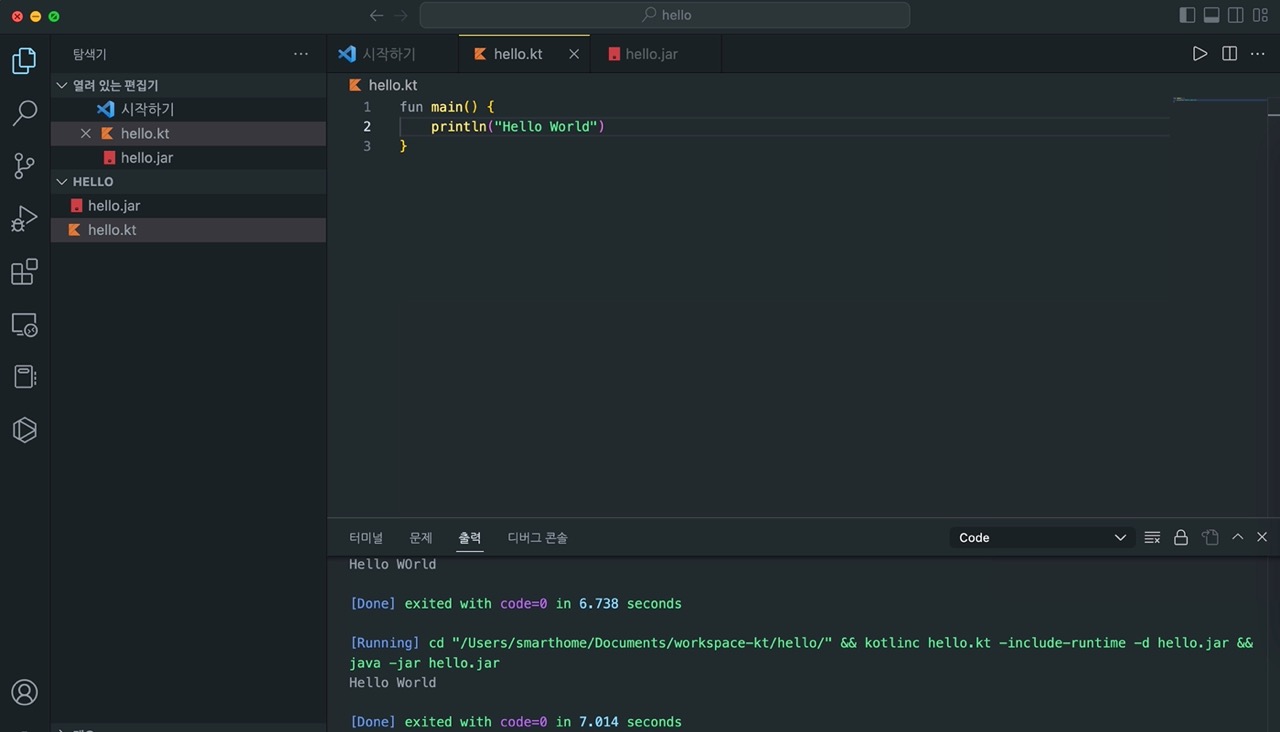 hello
탐색기
열려 있는 편집기
시작하기
hello.kt
hello.jar
HELLO
hello.jar
hello.kt
시작하기
hello.kt
hello.jar
hello.kt
1 fun main() {
2 println("Hello World")
3 }
터미널 문제 출력 디버그 콘솔
Code
Hello WOrld
[Done] exited with code=0 in 6.738 seconds
[Running] cd "/Users/smarthome/Documents/workspace-kt/hello/" && kotlinc hello.kt -include-runtime -d hello.jar &&
java -jar hello.jar
Hello World
[Done] exited with code=0 in 7.014 seconds